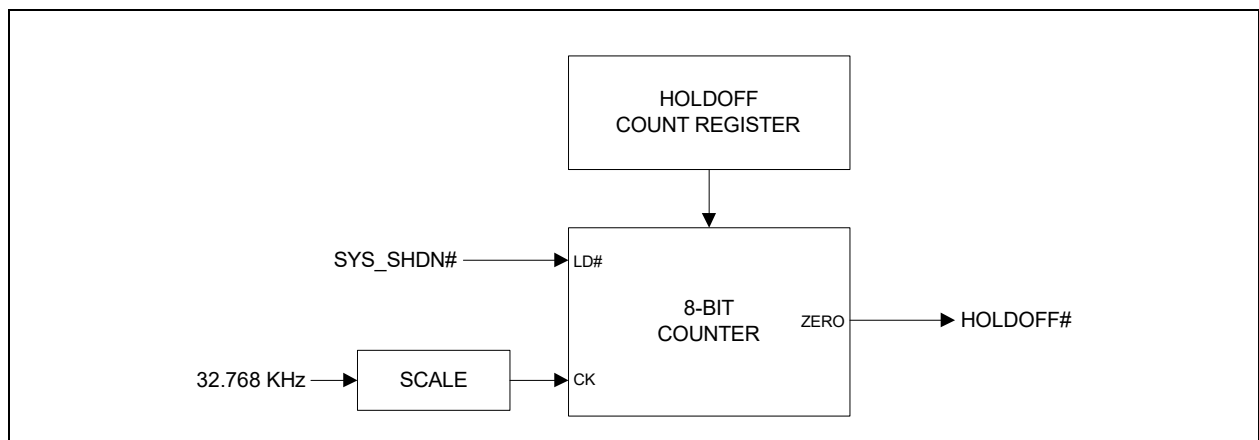 HOLDOFF
COUNT REGISTER
SYS_SHDN#
LD#
8-BIT
COUNTER
ZERO
HOLDOFF#
32.768 KHz
SCALE
CK